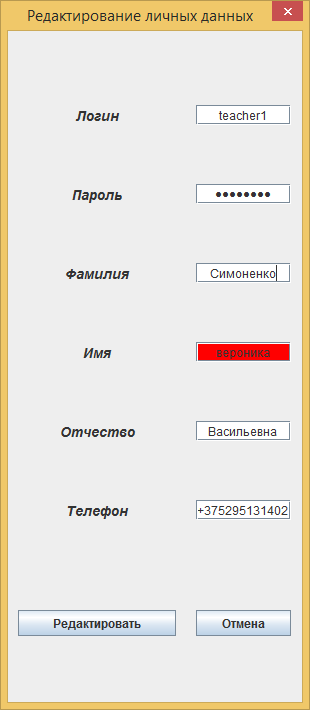 Редактирование личных данных
Логин teacher1
Пароль ••••••••
Фамилия Симоненко
Имя вероника
Отчество Васильевна
Телефон +375295131402
Редактировать Отмена